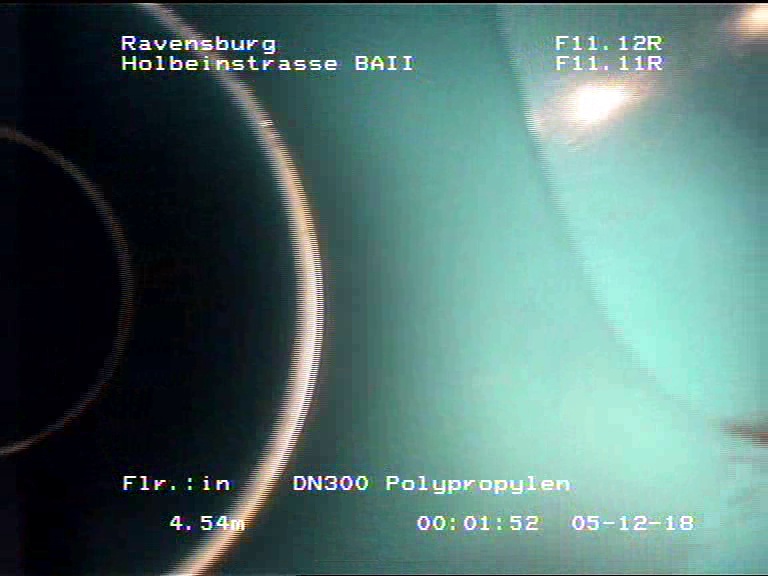 Ravensburg F11.12R
Holbeinstrasse BAII F11.11R
Flr.:in DN300 Polypropylen
4.54m 00:01:52 05-12-18